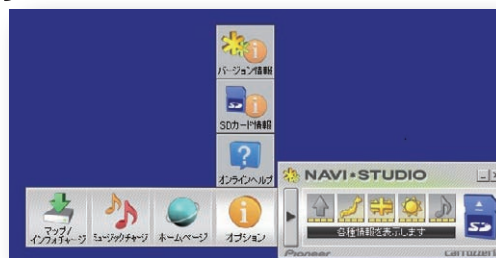 バージョン情報
SDカード情報
オンラインヘルプ
マップ/
インフォチャージ
ミュージックチャージ
ホームページ
オプション
NAVI•STUDIO
各種情報を表示します
Pioneer
carrozzeria